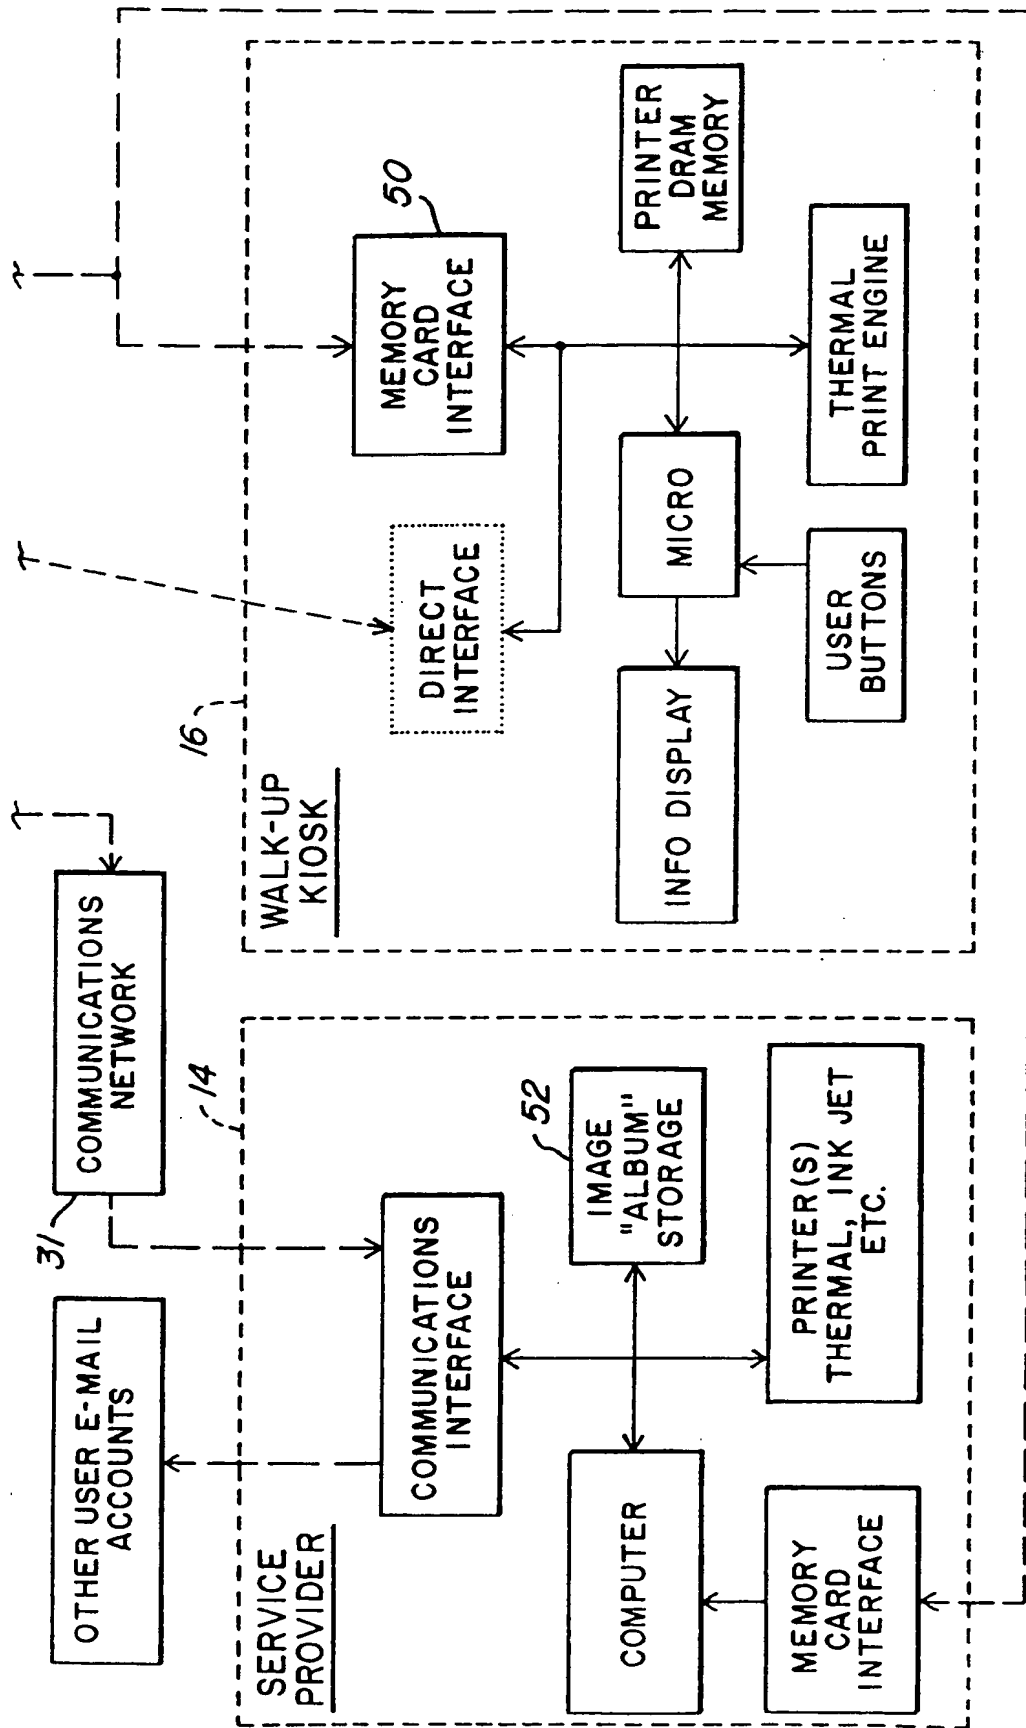 OTHER USER E-MAIL
ACCOUNTS
31
COMMUNICATIONS
NETWORK
14
SERVICE
PROVIDER
COMMUNICATIONS
INTERFACE
COMPUTER
52
IMAGE
"ALBUM"
STORAGE
MEMORY
CARD
INTERFACE
PRINTER(S)
THERMAL, INK JET
ETC.
16
WALK-UP
KIOSK
DIRECT
INTERFACE
50
MEMORY
CARD
INTERFACE
INFO DISPLAY
MICRO
PRINTER
DRAM
MEMORY
USER
BUTTONS
THERMAL
PRINT ENGINE